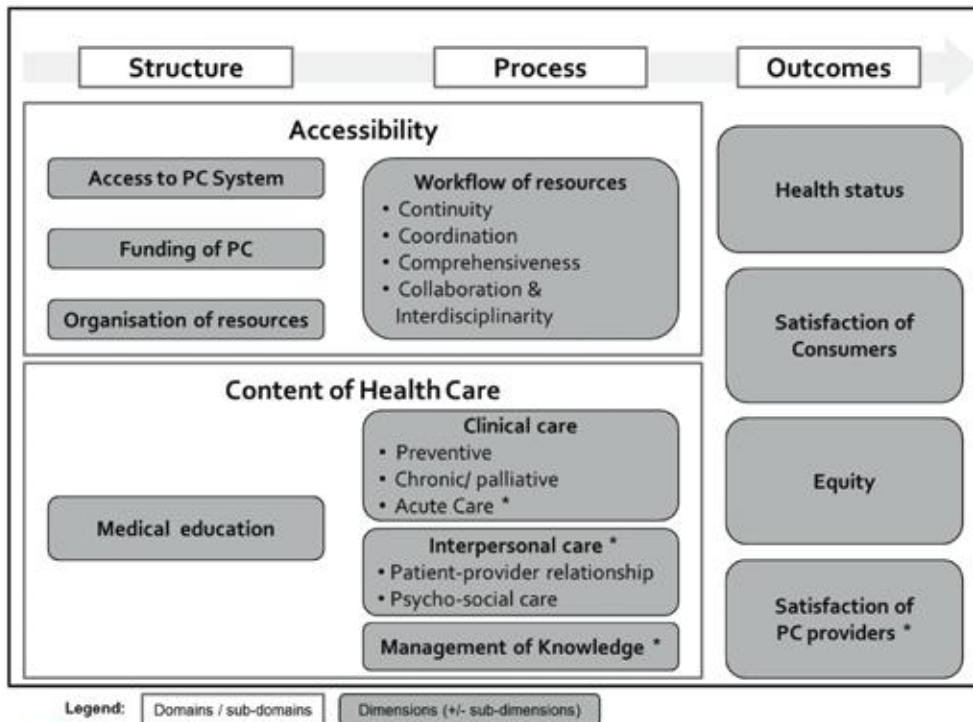 Structure
Process
Outcomes
Accessibility
Access to PC System
Funding of PC
Organisation of resources
Workflow of resources
• Continuity
• Coordination
• Comprehensiveness
• Collaboration &
Interdisciplinarity
Content of Health Care
Medical education
Clinical care
• Preventive
• Chronic/ palliative
• Acute Care *
Interpersonal care *
• Patient-provider relationship
• Psycho-social care
Management of Knowledge *
Health status
Satisfaction of
Consumers
Equity
Satisfaction of
PC providers *
Legend:
Domains / sub-domains
Dimensions (+/- sub-dimensions)